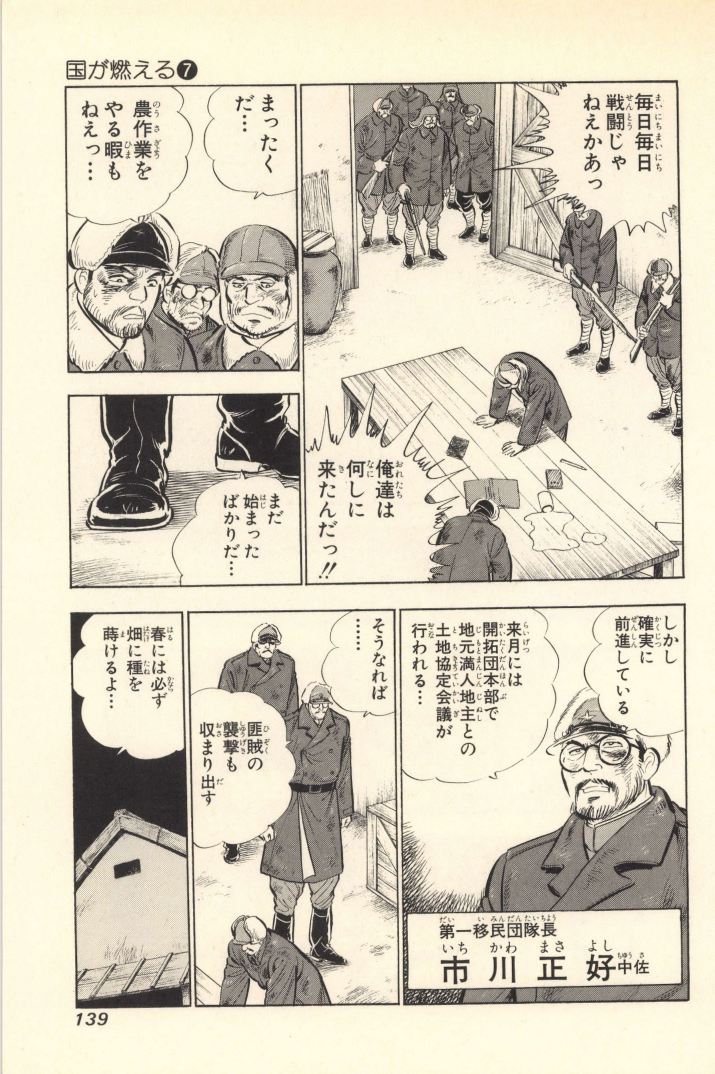 国が燃える❼
毎日毎日
戦闘じゃ
ねえかあっ
俺達は
何しに
来たんだっ!!
まったく
だ…
農作業を
やる暇も
ねえっ…
まだ
始まった
ばかりだ…
しかし
確実に
前進している
来月には
開拓団本部で
地元満人地主との
土地協定会議が
行われる…
第一移民団隊長
市川正好中佐
そうなれば
……
匪賊の
襲撃も
収まり出す
春には必ず
畑に種を
蒔けるよ…
139